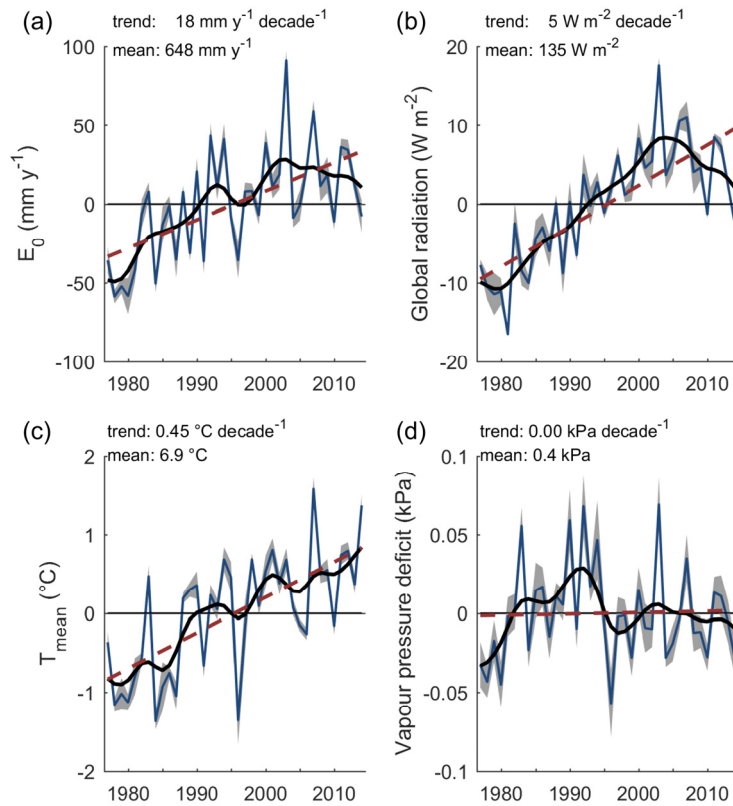 (a)
trend: 18 mm y⁻¹ decade⁻¹
mean: 648 mm y⁻¹
100
50
0
-50
-100
E₀ (mm y⁻¹)
1980 1990 2000 2010
(b)
trend: 5 W m⁻² decade⁻¹
mean: 135 W m⁻²
20
10
0
-10
-20
Global radiation (W m⁻²)
1980 1990 2000 2010
(c)
trend: 0.45 °C decade⁻¹
mean: 6.9 °C
2
1
0
-1
-2
Tmean (°C)
1980 1990 2000 2010
(d)
trend: 0.00 kPa decade⁻¹
mean: 0.4 kPa
0.1
0.05
0
-0.05
-0.1
Vapour pressure deficit (kPa)
1980 1990 2000 2010